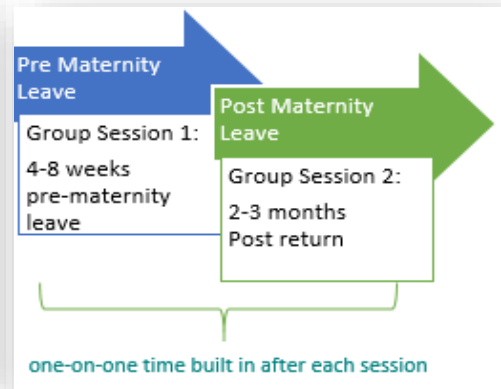 Pre Maternity
Leave
Group Session 1:
4-8 weeks
pre-maternity
leave
Post Maternity
Leave
Group Session 2:
2-3 months
Post return
one-on-one time built in after each session